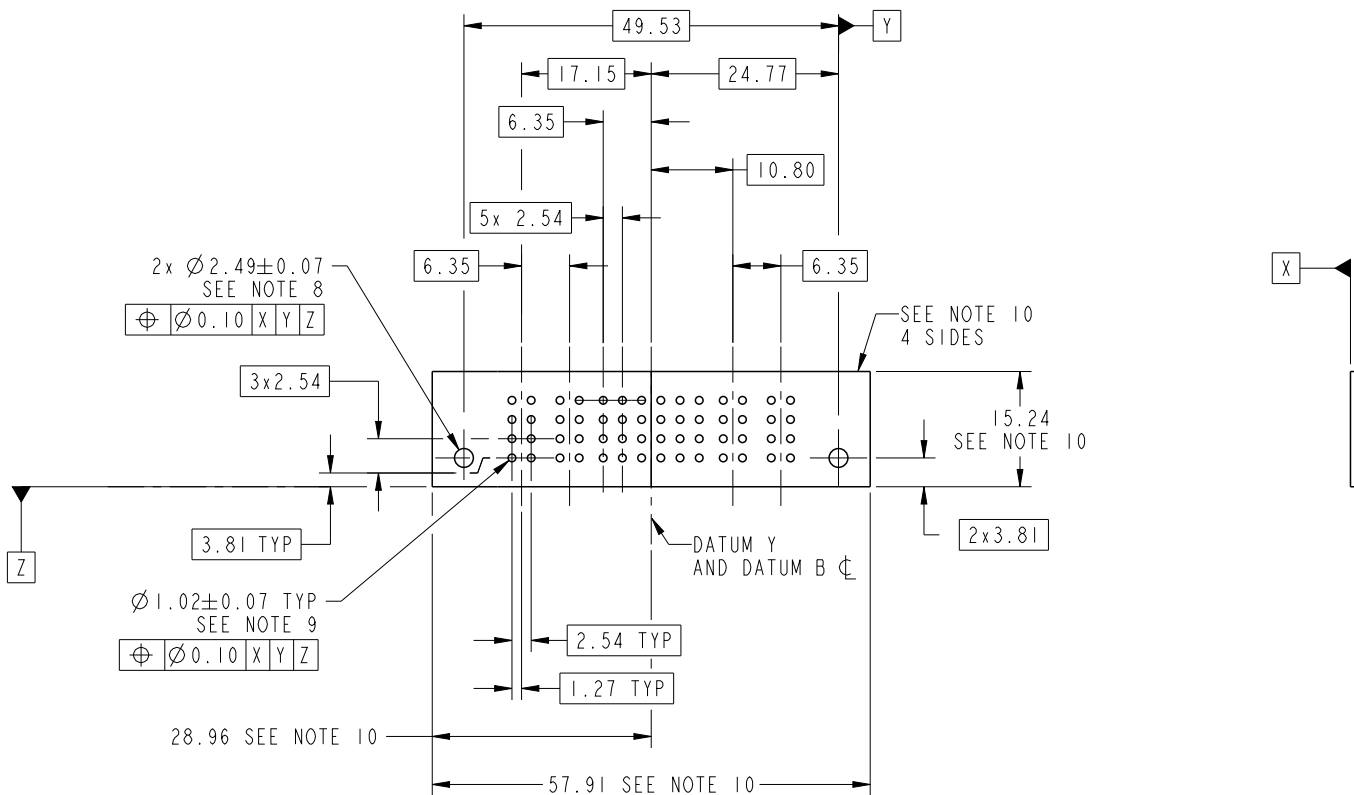 49.53
Y
17.15
24.77
6.35
10.80
5x 2.54
6.35
6.35
2x Ø2.49±0.07
SEE NOTE 8
⌖ Ø0.10 X Y Z
X
SEE NOTE 10
4 SIDES
3x2.54
15.24
SEE NOTE 10
3.81 TYP
2x3.81
Z
DATUM Y
AND DATUM B ℄
Ø1.02±0.07 TYP
SEE NOTE 9
⌖ Ø0.10 X Y Z
2.54 TYP
1.27 TYP
28.96 SEE NOTE 10
57.91 SEE NOTE 10